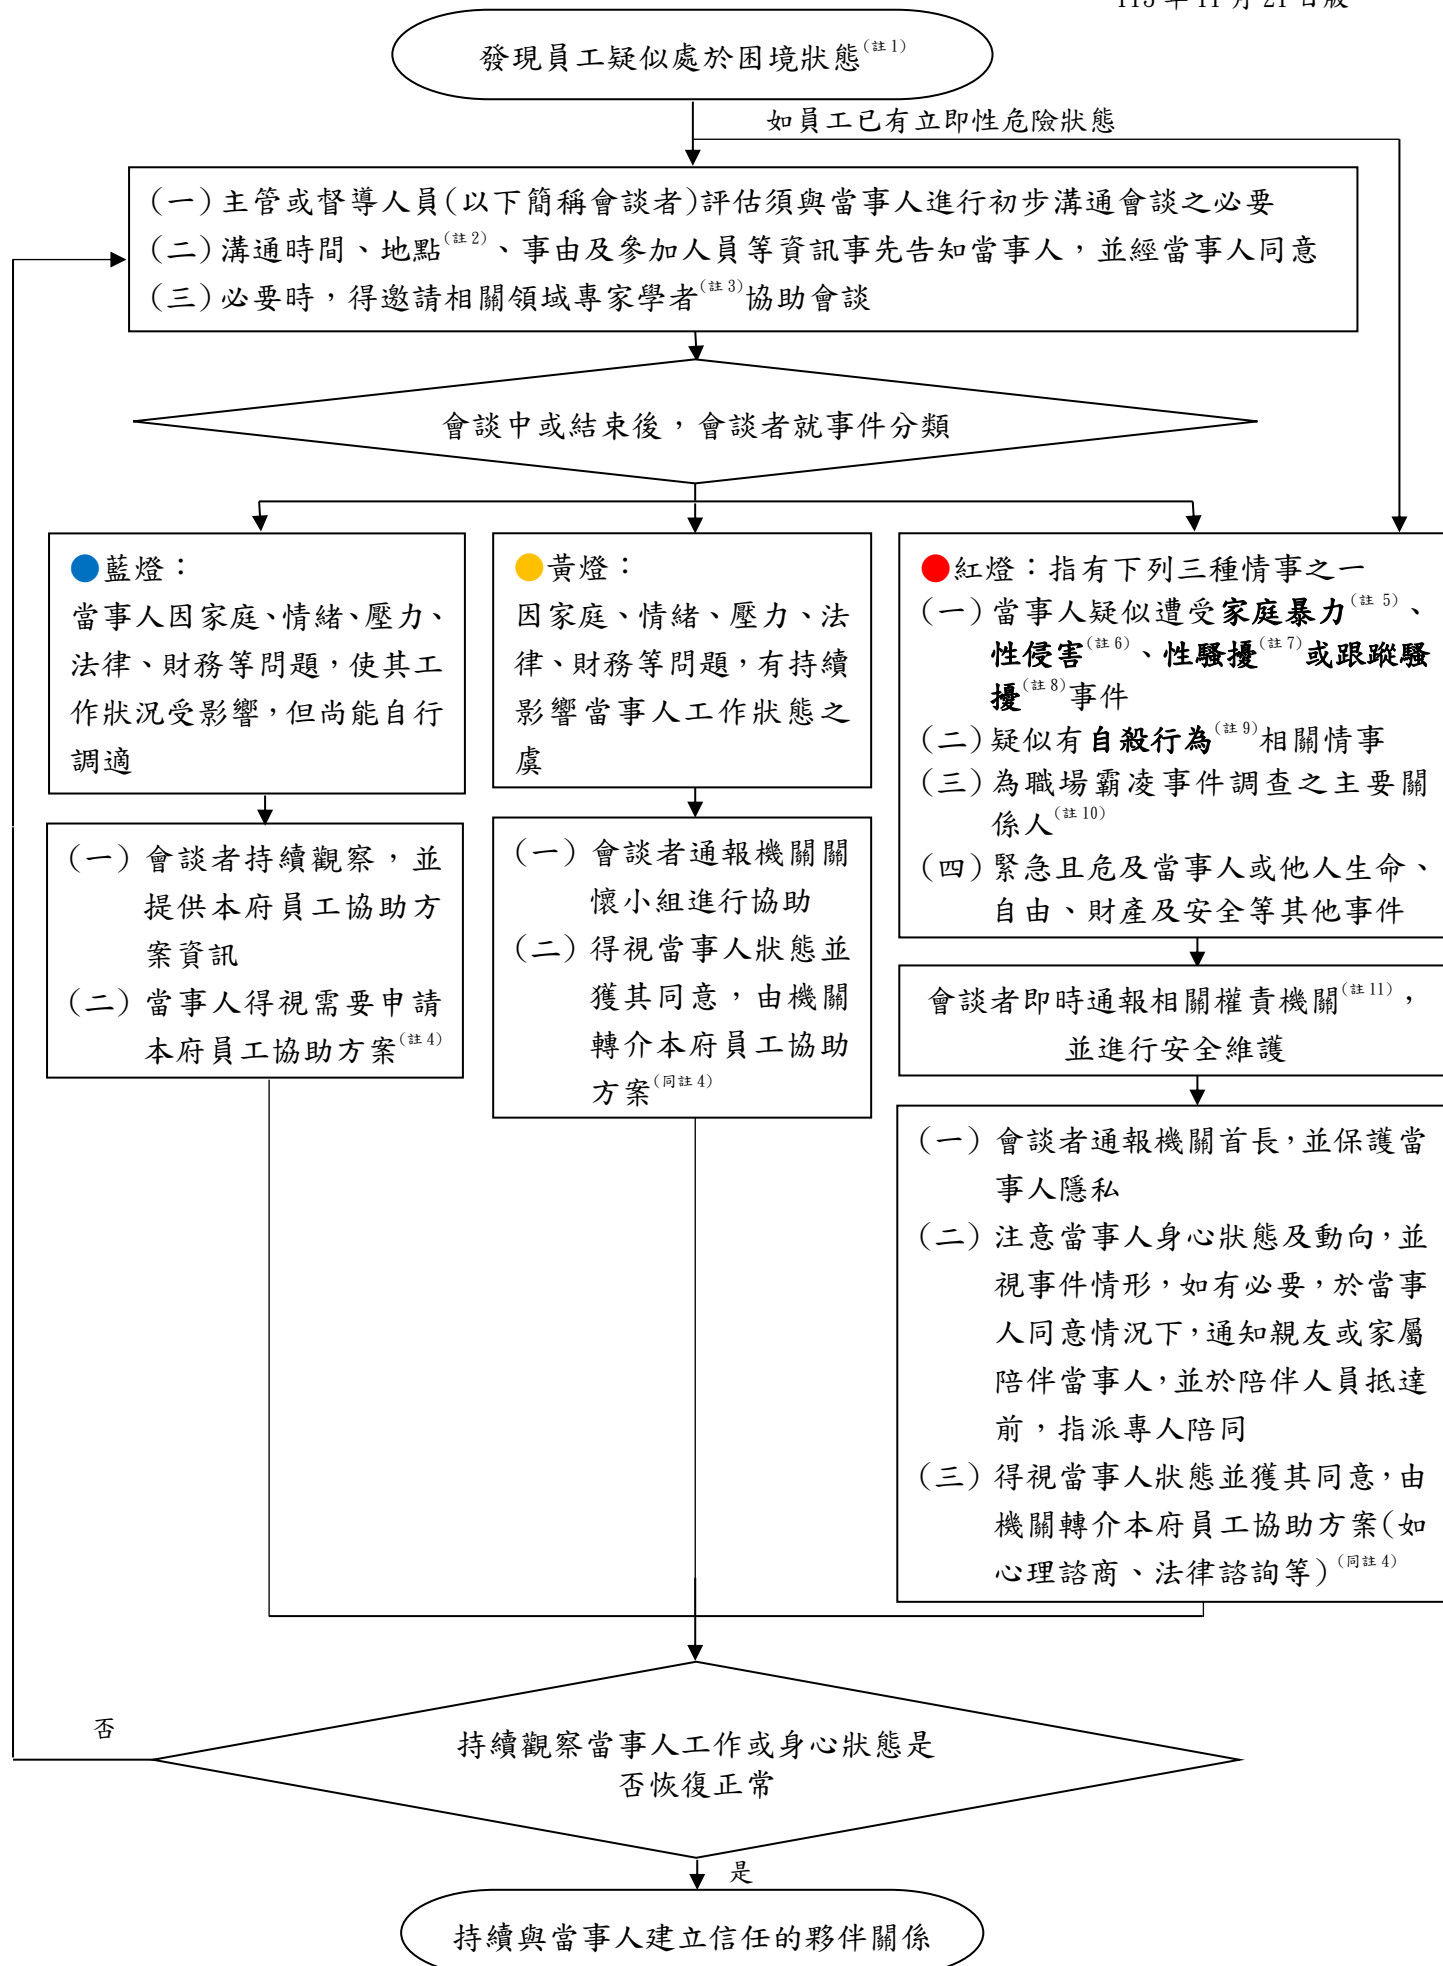 113 年 11 月 21 日版
發現員工疑似處於困境狀態(註1)
如員工已有立即性危險狀態
(一)主管或督導人員(以下簡稱會談者)評估須與當事人進行初步溝通會談之必要
(二)溝通時間、地點(註2)、事由及參加人員等資訊事先告知當事人，並經當事人同意
(三)必要時，得邀請相關領域專家學者(註3)協助會談
會談中或結束後，會談者就事件分類
藍燈：
當事人因家庭、情緒、壓力、
法律、財務等問題，使其工
作狀況受影響，但尚能自行
調適
(一) 會談者持續觀察，並
提供本府員工協助方
案資訊
(二) 當事人得視需要申請
本府員工協助方案(註4)
黃燈：
因家庭、情緒、壓力、法
律、財務等問題，有持續
影響當事人工作狀態之
虞
(一) 會談者通報機關關
懷小組進行協助
(二) 得視當事人狀態並
獲其同意，由機關
轉介本府員工協助
方案(同註4)
紅燈：指有下列三種情事之一
(一)當事人疑似遭受家庭暴力(註 5)、
性侵害(註6)、性騷擾(註7)或跟蹤騷
擾(註8)事件
(二)疑似有自殺行為(註9)相關情事
(三)為職場霸凌事件調查之主要關
係人(註10)
(四)緊急且危及當事人或他人生命、
自由、財產及安全等其他事件
會談者即時通報相關權責機關(註11)，
並進行安全維護
(一) 會談者通報機關首長，並保護當
事人隱私
(二) 注意當事人身心狀態及動向，並
視事件情形，如有必要，於當事
人同意情況下，通知親友或家屬
陪伴當事人，並於陪伴人員抵達
前，指派專人陪同
(三) 得視當事人狀態並獲其同意，由
機關轉介本府員工協助方案(如
心理諮商、法律諮詢等)(同註4)
否
持續觀察當事人工作或身心狀態是
否恢復正常
是
持續與當事人建立信任的夥伴關係